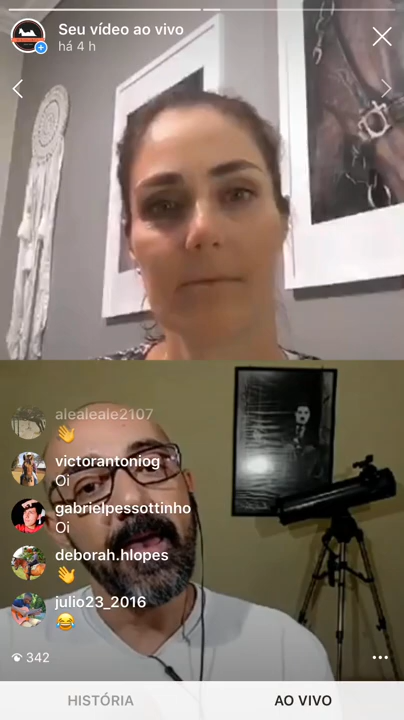 Seu vídeo ao vivo
há 4 h
alealeale2107
👋
victorantoniog
Oi
gabrielpessottinho
Oi
deborah.hlopes
👋
julio23_2016
😂
342
HISTÓRIA
AO VIVO